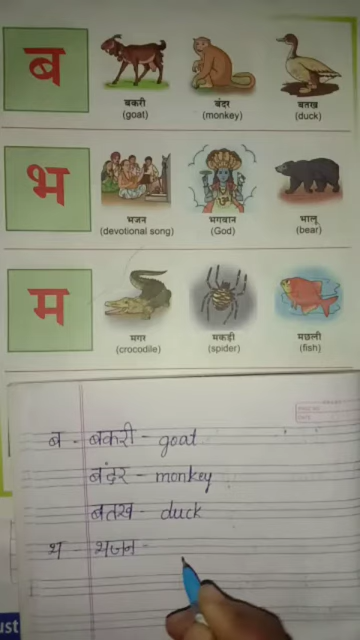 ब
बकरी
(goat)
बंदर
(monkey)
बतख
(duck)
भ
भजन
(devotional song)
भगवान
(God)
भालू
(bear)
म
मगर
(crocodile)
मकड़ी
(spider)
मछली
(fish)
ब - बकरी - goat
बंदर - monkey
बतख - duck
भ - भजन -
ust